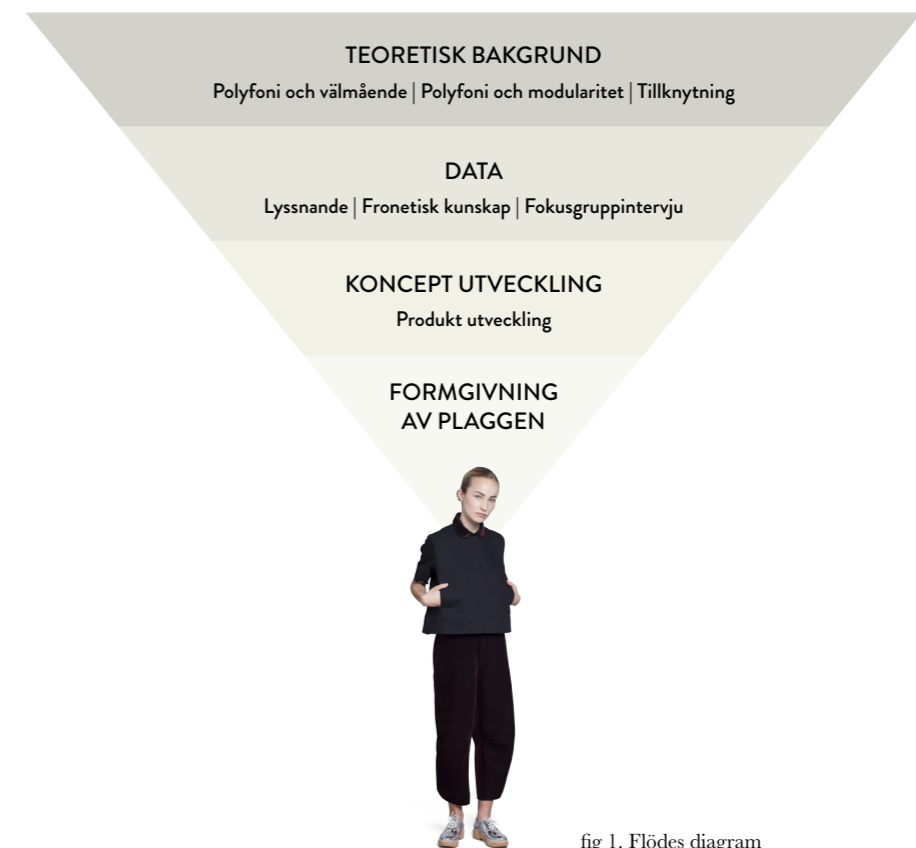 TEORETISK BAKGRUND
Polyfoni och välmående | Polyfoni och modularitet | Tillknytning
DATA
Lyssnande | Fronetisk kunskap | Fokusgruppintervju
KONCEPT UTVECKLING
Produkt utveckling
FORMGIVNING
AV PLAGGEN
fig 1. Flödes diagram